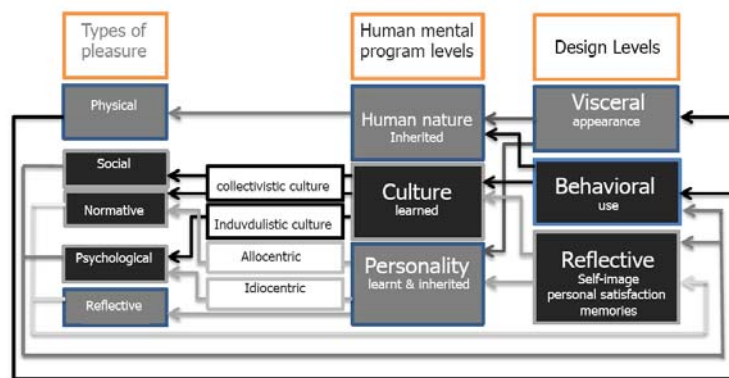 Types of
pleasure
Human mental
program levels
Design Levels
Physical
Human nature
Inherited
Visceral
appearance
Social
collectivistic culture
Culture
learned
Behavioral
use
Normative
Induvdulistic culture
Psychological
Allocentric
Personality
learnt & inherited
Reflective
Self-image
personal satisfaction
memories
Idiocentric
Reflective